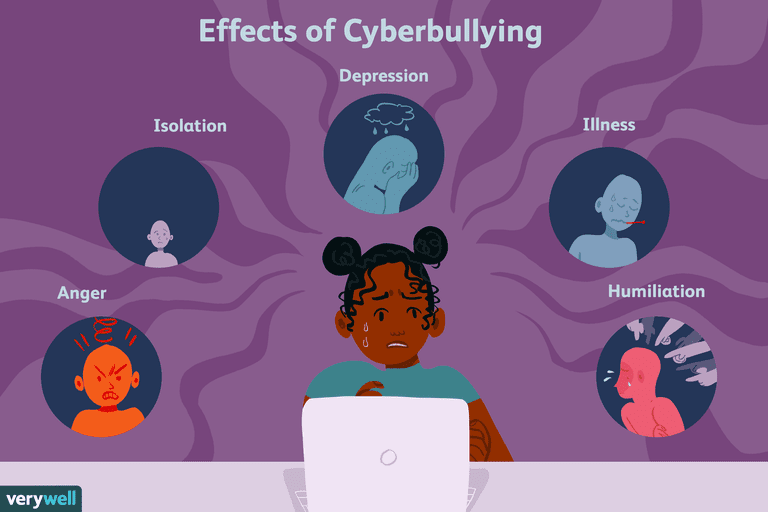 Effects of Cyberbullying
Depression
Isolation
Illness
Anger
Humiliation
verywell